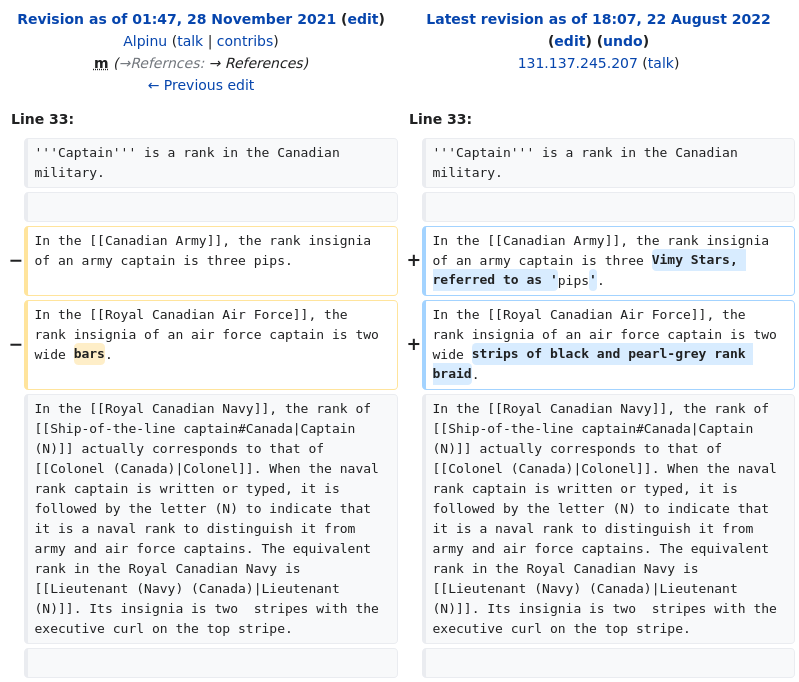 Revision as of 01:47, 28 November 2021 (edit)
Alpinu (talk | contribs)
m (→Refernces: → References)
← Previous edit
Latest revision as of 18:07, 22 August 2022
(edit) (undo)
131.137.245.207 (talk)
Line 33:
Line 33:
'''Captain''' is a rank in the Canadian
military.
'''Captain''' is a rank in the Canadian
military.
− In the [[Canadian Army]], the rank insignia
of an army captain is three pips.
+ In the [[Canadian Army]], the rank insignia
of an army captain is three Vimy Stars,
referred to as 'pips'.
− In the [[Royal Canadian Air Force]], the
rank insignia of an air force captain is two
wide bars.
+ In the [[Royal Canadian Air Force]], the
rank insignia of an air force captain is two
wide strips of black and pearl-grey rank
braid.
In the [[Royal Canadian Navy]], the rank of
[[Ship-of-the-line captain#Canada|Captain
(N)]] actually corresponds to that of
[[Colonel (Canada)|Colonel]]. When the naval
rank captain is written or typed, it is
followed by the letter (N) to indicate that
it is a naval rank to distinguish it from
army and air force captains. The equivalent
rank in the Royal Canadian Navy is
[[Lieutenant (Navy) (Canada)|Lieutenant
(N)]]. Its insignia is two  stripes with the
executive curl on the top stripe.
In the [[Royal Canadian Navy]], the rank of
[[Ship-of-the-line captain#Canada|Captain
(N)]] actually corresponds to that of
[[Colonel (Canada)|Colonel]]. When the naval
rank captain is written or typed, it is
followed by the letter (N) to indicate that
it is a naval rank to distinguish it from
army and air force captains. The equivalent
rank in the Royal Canadian Navy is
[[Lieutenant (Navy) (Canada)|Lieutenant
(N)]]. Its insignia is two  stripes with the
executive curl on the top stripe.